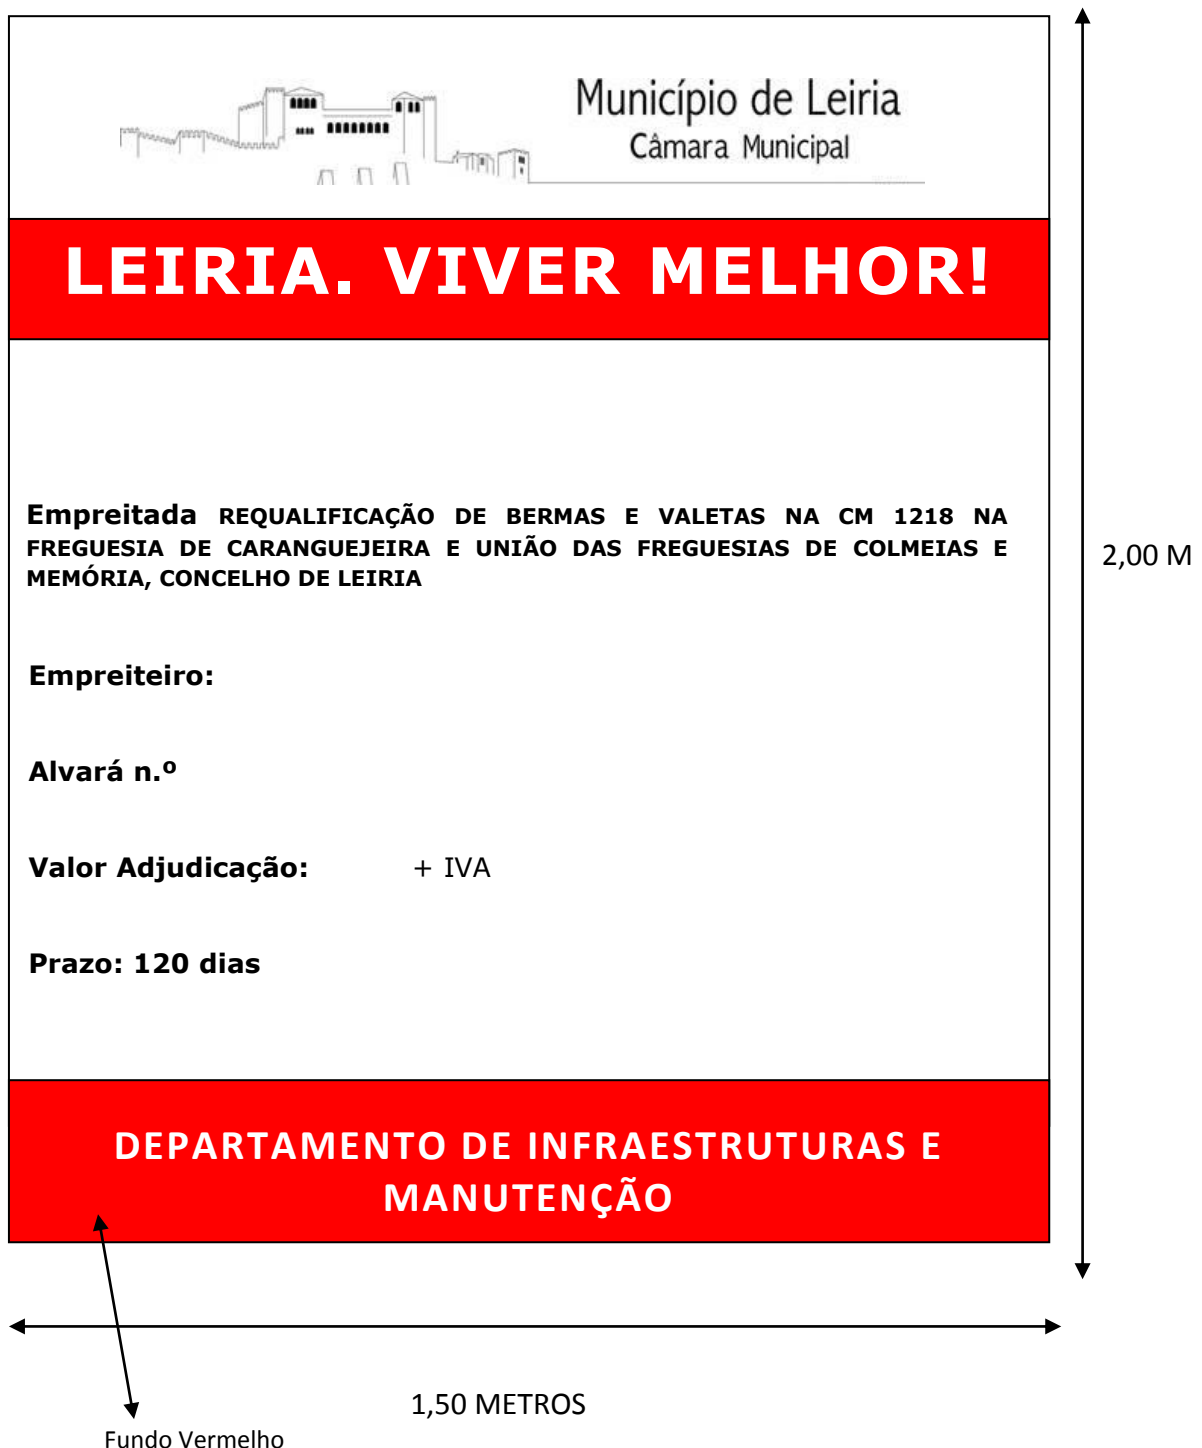 Município de Leiria
Câmara Municipal
LEIRIA. VIVER MELHOR!
Empreitada REQUALIFICAÇÃO DE BERMAS E VALETAS NA CM 1218 NA
FREGUESIA DE CARANGUEJEIRA E UNIÃO DAS FREGUESIAS DE COLMEIAS E
MEMÓRIA, CONCELHO DE LEIRIA
2,00 M
Empreiteiro:
Alvará n.º
Valor Adjudicação: + IVA
Prazo: 120 dias
DEPARTAMENTO DE INFRAESTRUTURAS E
MANUTENÇÃO
1,50 METROS
Fundo Vermelho